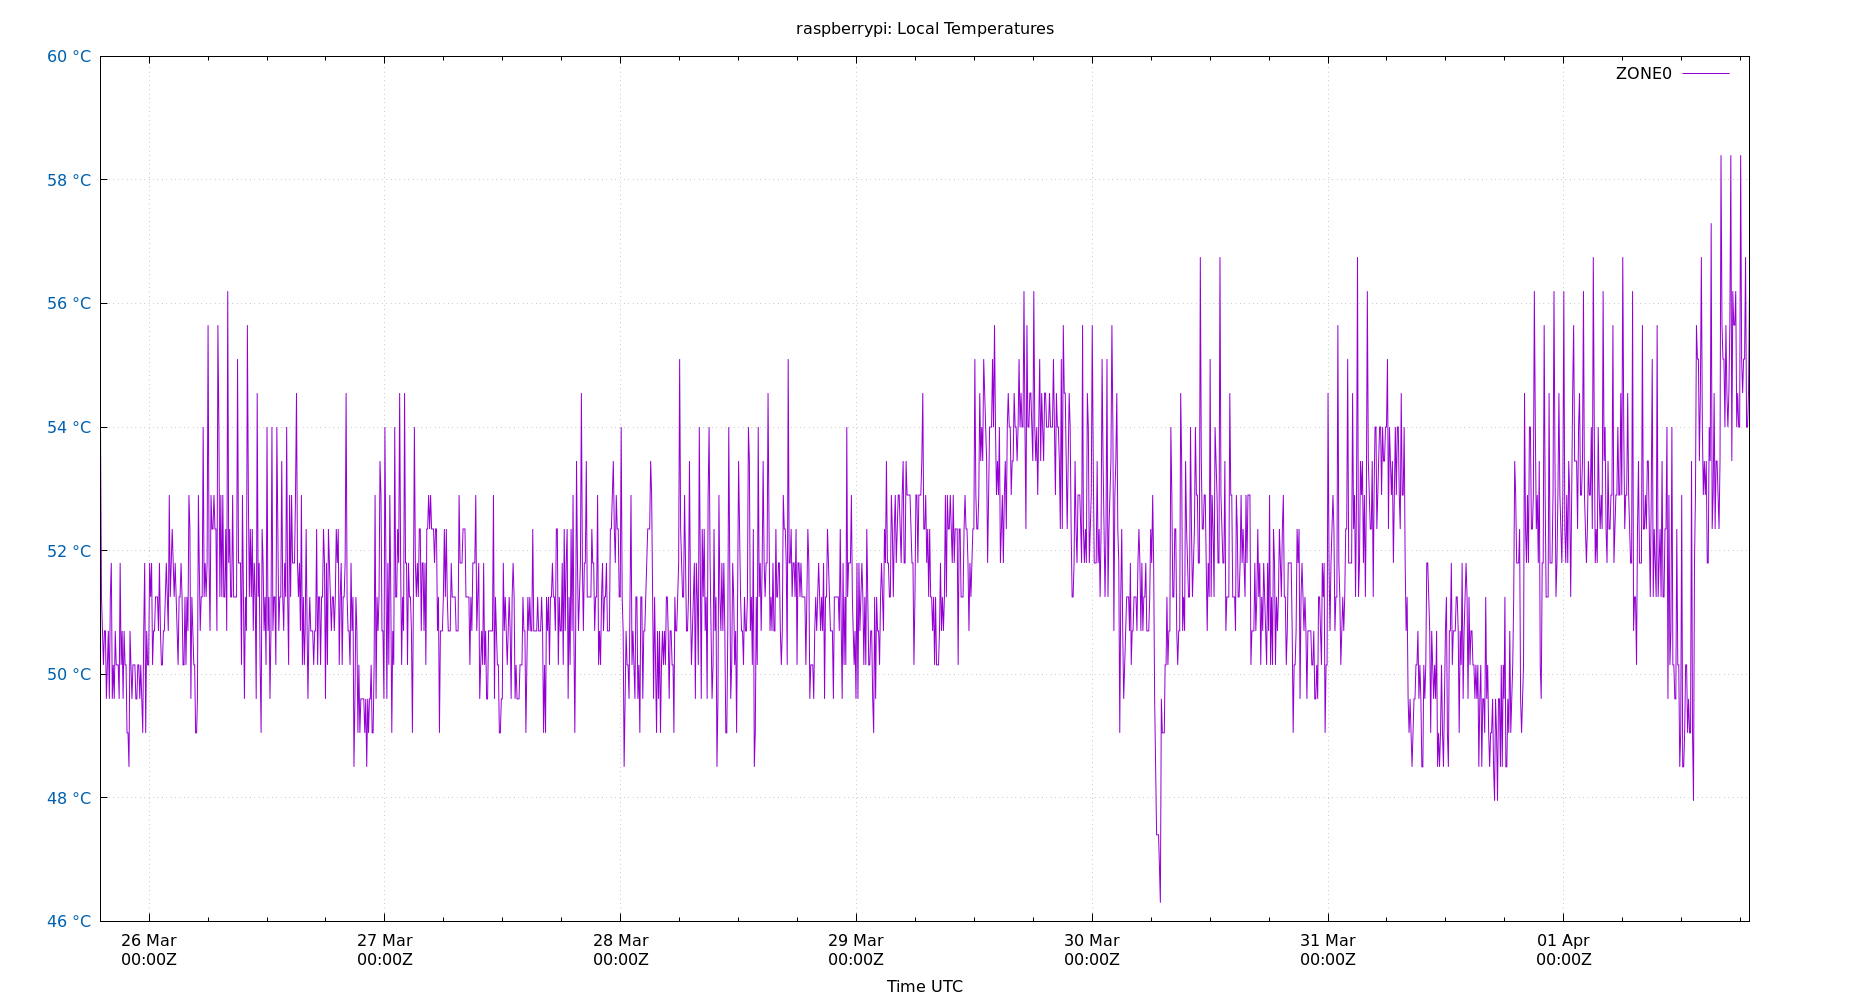 raspberrypi: Local Temperatures
60 °C
ZONE0
58 °C
56 °C
54 °C
52 °C
50 °C
48 °C
46 °C
26 Mar 27 Mar 28 Mar 29 Mar 30 Mar 31 Mar 01 Apr
00:00Z 00:00Z 00:00Z 00:00Z 00:00Z 00:00Z 00:00Z
Time UTC